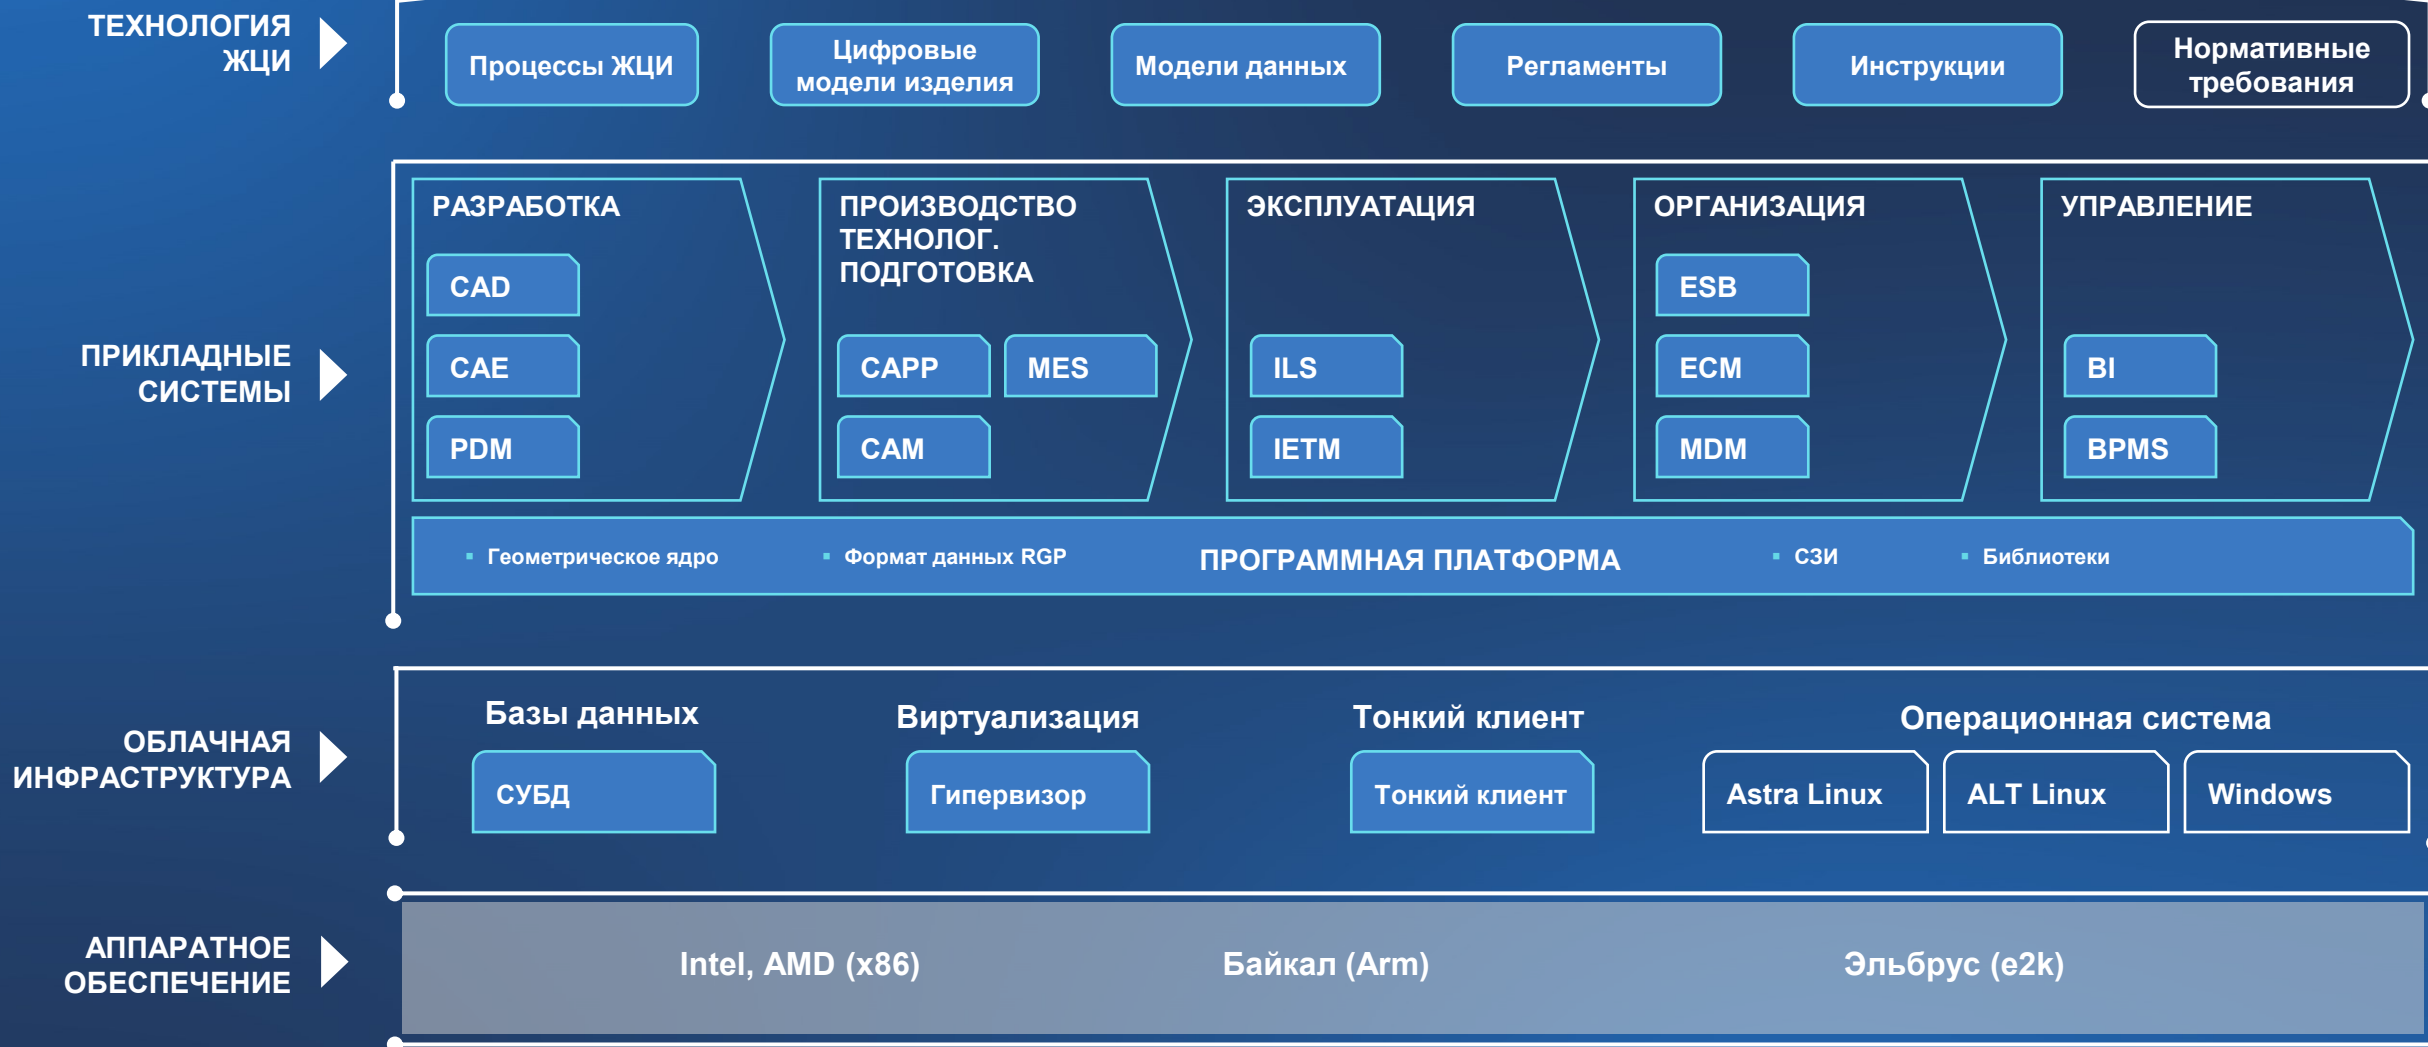 ТЕХНОЛОГИЯ
ЖЦИ
Процессы ЖЦИ
Цифровые
модели изделия
Модели данных
Регламенты
Инструкции
Нормативные
требования
ПРИКЛАДНЫЕ
СИСТЕМЫ
РАЗРАБОТКА
CAD
CAE
PDM
ПРОИЗВОДСТВО
ТЕХНОЛОГ.
ПОДГОТОВКА
CAPP
MES
CAM
ЭКСПЛУАТАЦИЯ
ILS
IETM
ОРГАНИЗАЦИЯ
ESB
ECM
MDM
УПРАВЛЕНИЕ
BI
BPMS
▪ Геометрическое ядро
▪ Формат данных RGP
ПРОГРАММНАЯ ПЛАТФОРМА
▪ СЗИ
▪ Библиотеки
ОБЛАЧНАЯ
ИНФРАСТРУКТУРА
Базы данных
СУБД
Виртуализация
Гипервизор
Тонкий клиент
Тонкий клиент
Операционная система
Astra Linux
ALT Linux
Windows
АППАРАТНОЕ
ОБЕСПЕЧЕНИЕ
Intel, AMD (x86)
Байкал (Arm)
Эльбрус (e2k)